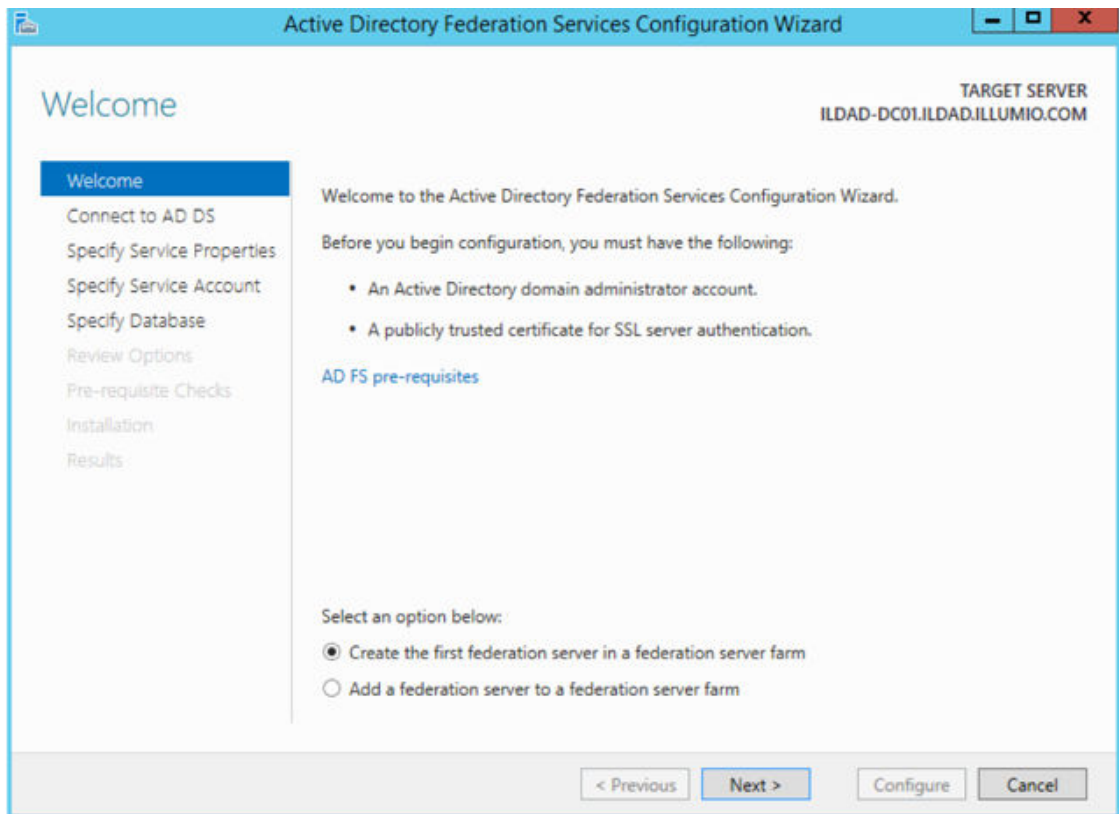 Active Directory Federation Services Configuration Wizard
Welcome
TARGET SERVER
ILDAD-DC01.ILDAD.ILLUMIO.COM
Welcome
Connect to AD DS
Specify Service Properties
Specify Service Account
Specify Database
Review Options
Pre-requisite Checks
Installation
Results
Welcome to the Active Directory Federation Services Configuration Wizard.
Before you begin configuration, you must have the following:
• An Active Directory domain administrator account.
• A publicly trusted certificate for SSL server authentication.
AD FS pre-requisites
Select an option below:
Create the first federation server in a federation server farm
Add a federation server to a federation server farm
< Previous Next > Configure Cancel